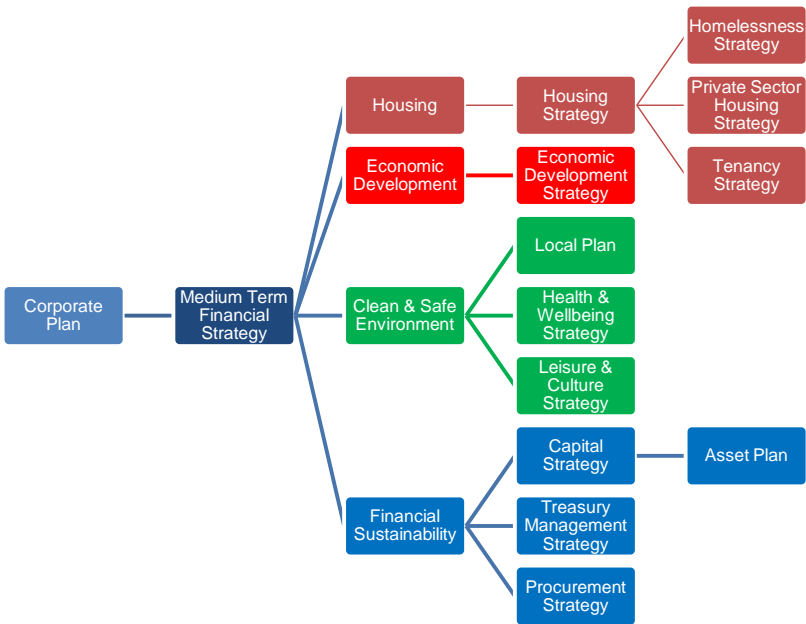 Corporate
Plan
Medium Term
Financial
Strategy
Housing
Housing
Strategy
Homelessness
Strategy
Private Sector
Housing
Strategy
Tenancy
Strategy
Economic
Development
Economic
Development
Strategy
Clean & Safe
Environment
Local Plan
Health &
Wellbeing
Strategy
Leisure &
Culture
Strategy
Financial
Sustainability
Capital
Strategy
Asset Plan
Treasury
Management
Strategy
Procurement
Strategy